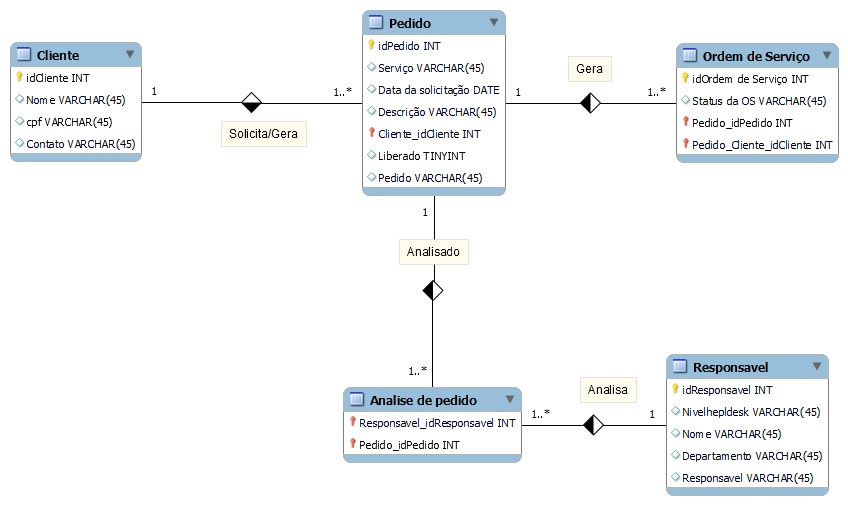 Cliente
idCliente INT
Nome VARCHAR(45)
cpf VARCHAR(45)
Contato VARCHAR(45)
1
1..*
Solicita/Gera
Pedido
idPedido INT
Serviço VARCHAR(45)
Data da solicitação DATE
Descrição VARCHAR(45)
Cliente_idCliente INT
Liberado TINYINT
Pedido VARCHAR(45)
Gera
1
1..*
Ordem de Serviço
idOrdem de Serviço INT
Status da OS VARCHAR(45)
Pedido_idPedido INT
Pedido_Cliente_idCliente INT
1
Analisado
1..*
Analise de pedido
Responsavel_idResponsavel INT
Pedido_idPedido INT
Analisa
1..*
1
Responsavel
idResponsavel INT
Nivelhepldesk VARCHAR(45)
Nome VARCHAR(45)
Departamento VARCHAR(45)
Responsavel VARCHAR(45)